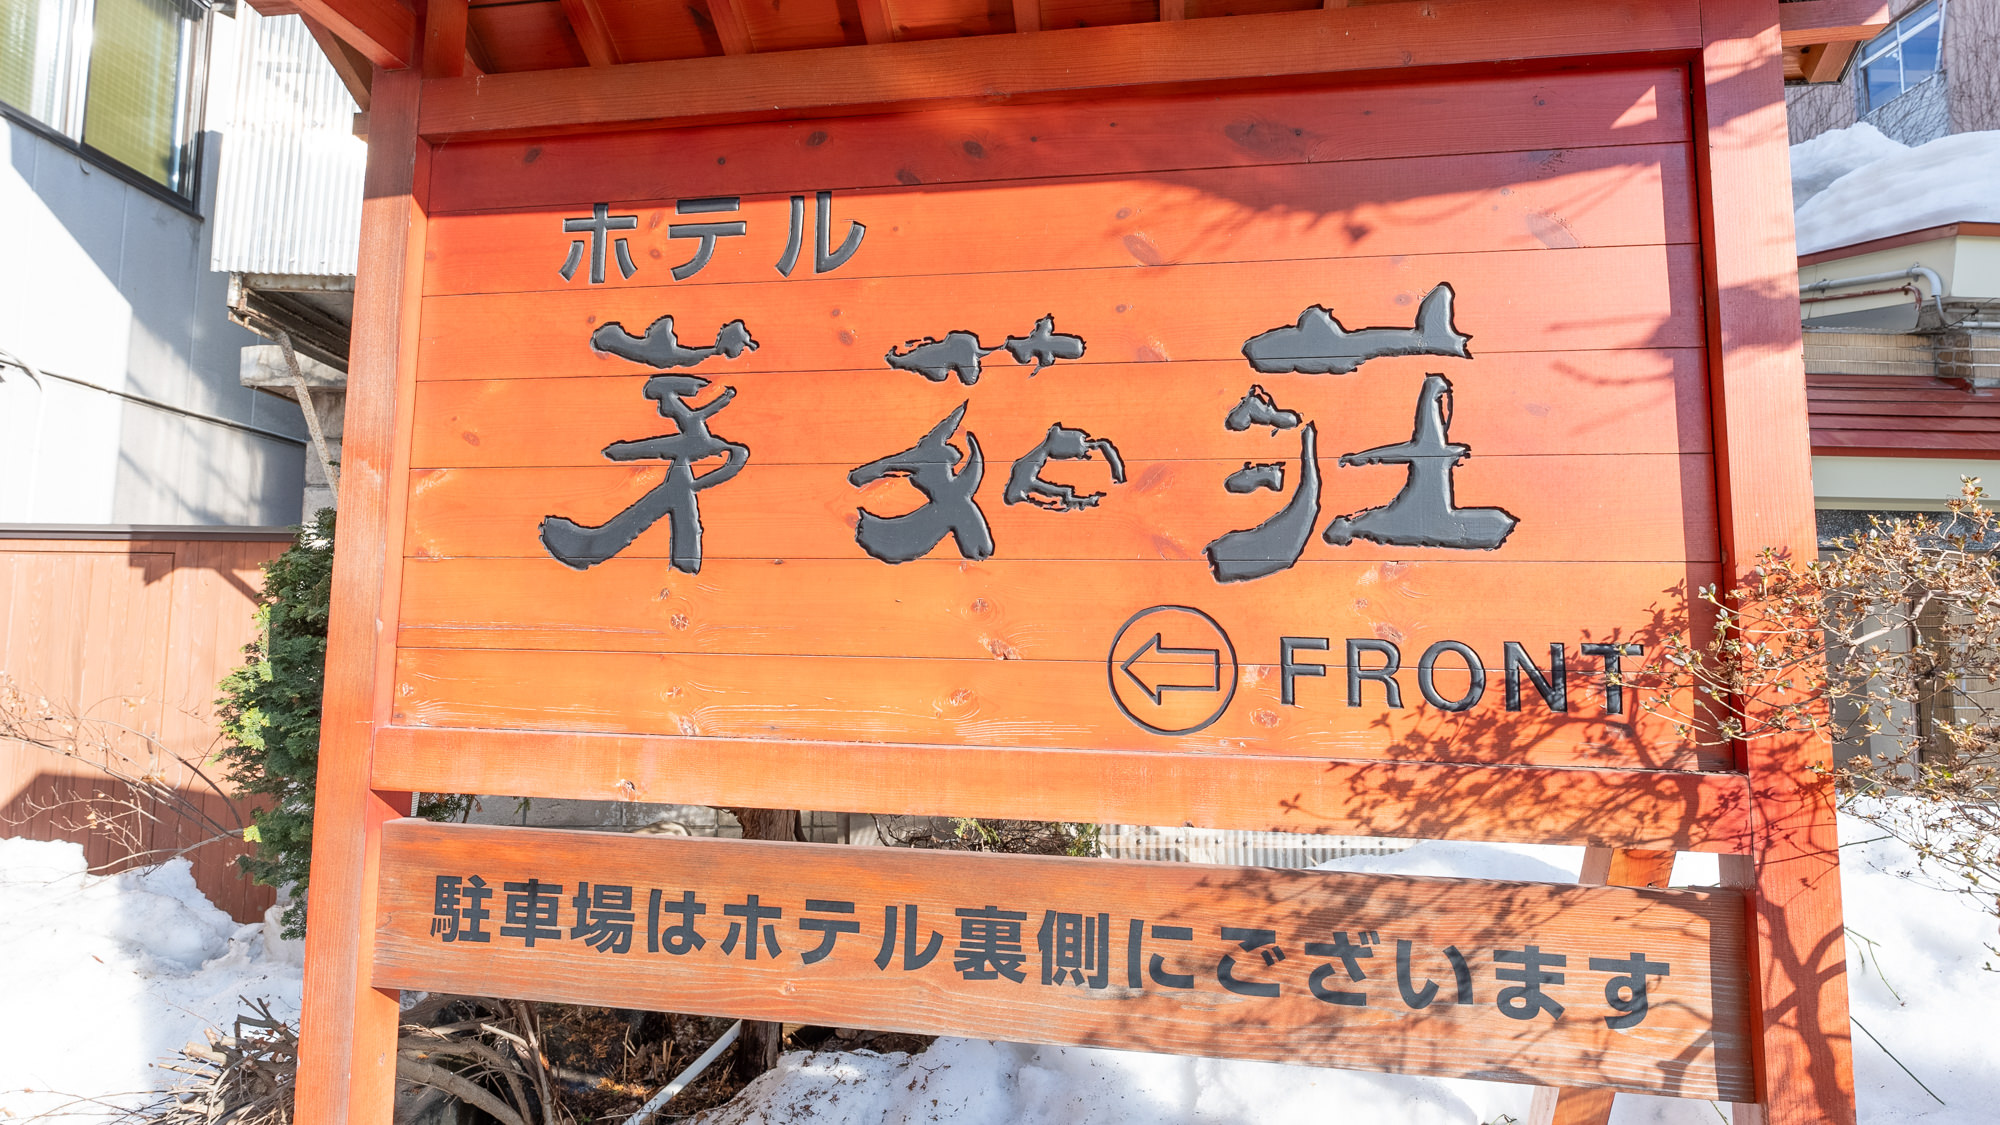 ホテル
茅茹荘
← FRONT
駐車場はホテル裏側にございます